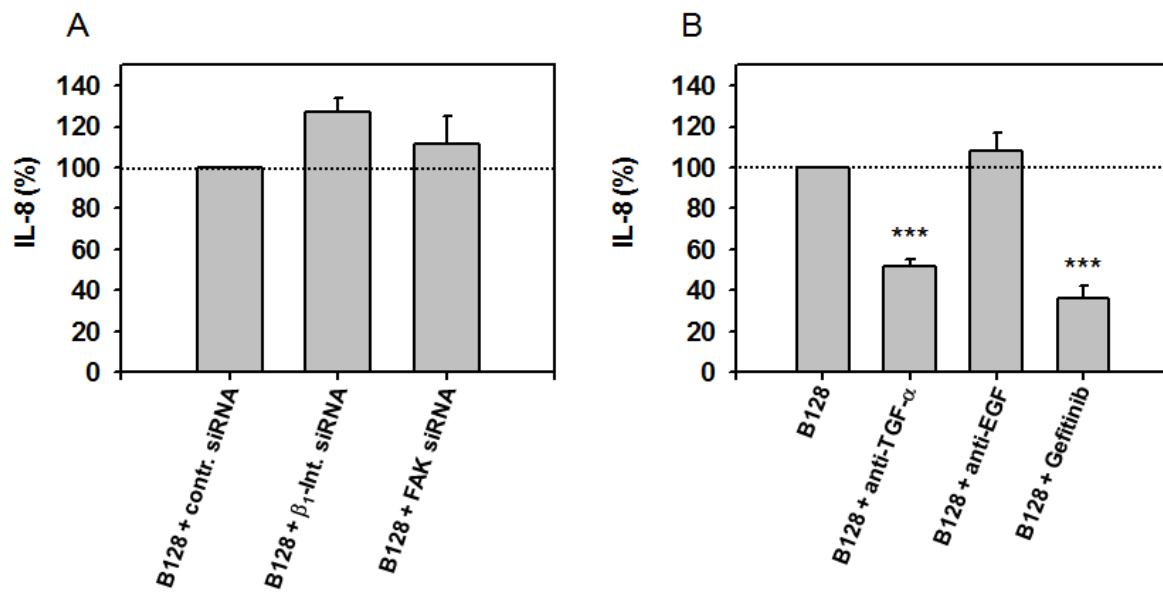 A
IL-8 (%)
140
120
100
80
60
40
20
0
B128 + contr. siRNA
B128 + β1-Int. siRNA
B128 + FAK siRNA
B
IL-8 (%)
140
120
100
80
60
40
20
0
***
***
B128
B128 + anti-TGF-α
B128 + anti-EGF
B128 + Gefitinib